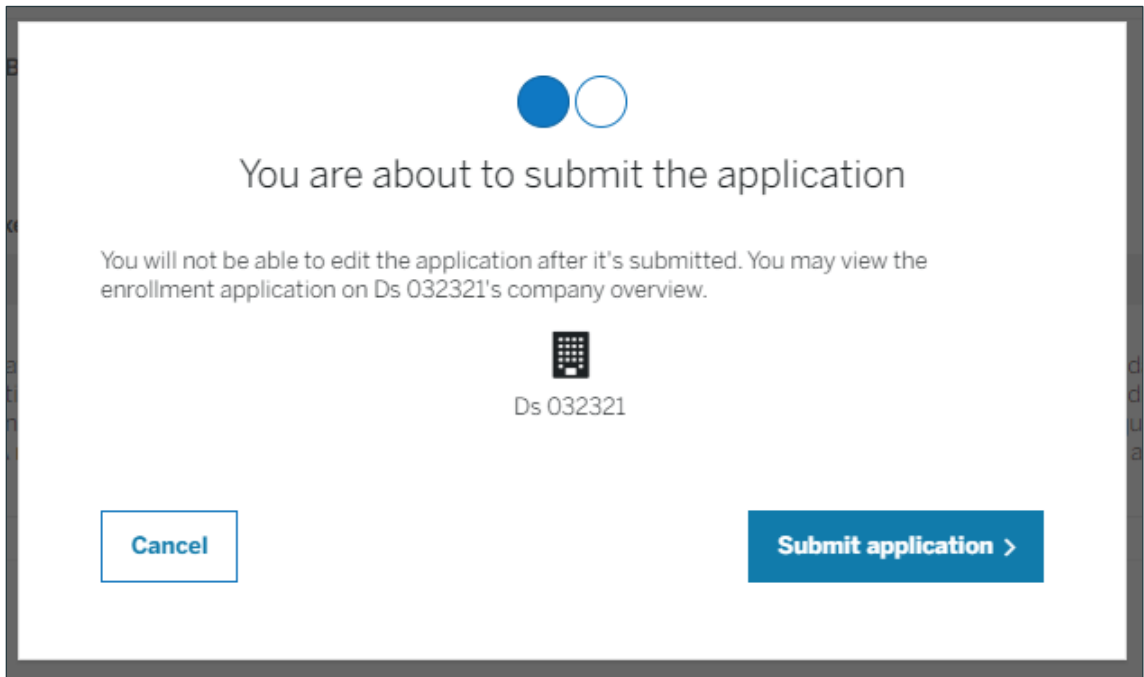 You are about to submit the application
You will not be able to edit the application after it's submitted. You may view the
enrollment application on Ds 032321's company overview.
Ds 032321
Cancel
Submit application >